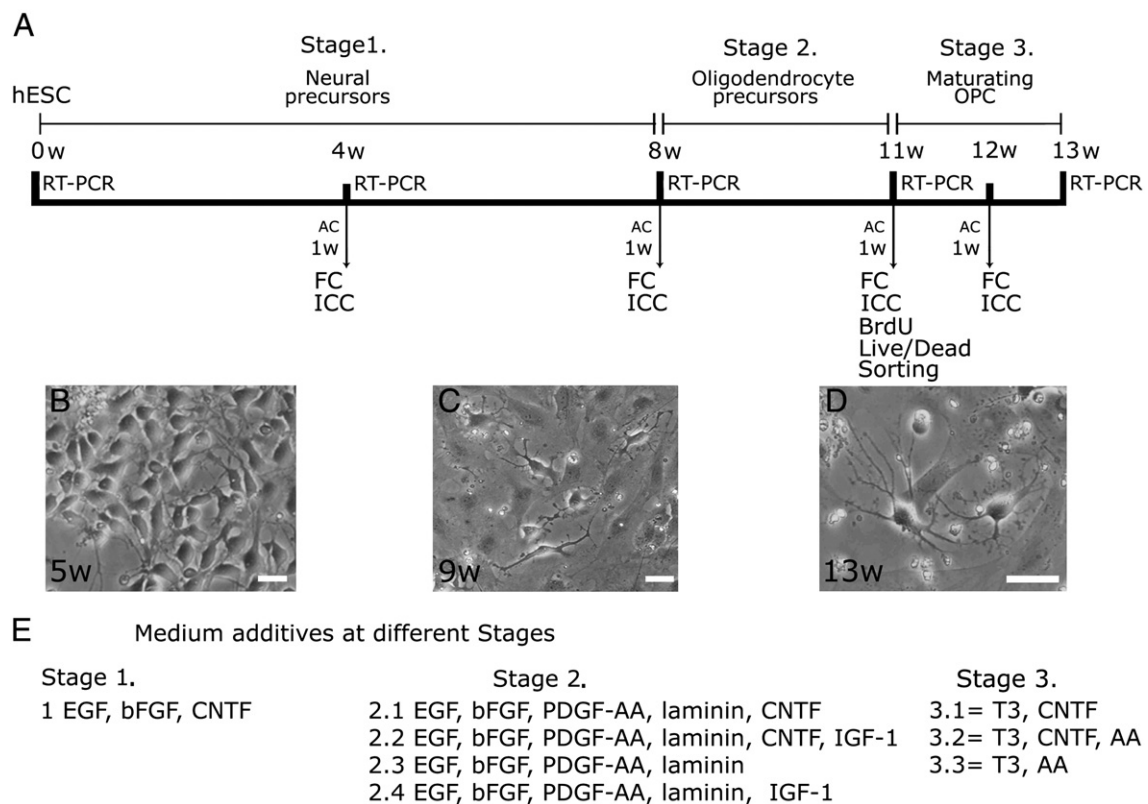 A
Stage1.
Stage 2.
Stage 3.
Neural
precursors
Oligodendrocyte
precursors
Maturating
OPC
hESC
0w 4w 8w 11w 12w 13w
RT-PCR RT-PCR RT-PCR RT-PCR RT-PCR
AC AC AC AC
1w 1w 1w 1w
FC FC FC FC
ICC ICC ICC ICC
BrdU
Live/Dead
Sorting
B C D
5w 9w 13w
E Medium additives at different Stages
Stage 1. Stage 2. Stage 3.
1 EGF, bFGF, CNTF 2.1 EGF, bFGF, PDGF-AA, laminin, CNTF 3.1= T3, CNTF
2.2 EGF, bFGF, PDGF-AA, laminin, CNTF, IGF-1 3.2= T3, CNTF, AA
2.3 EGF, bFGF, PDGF-AA, laminin 3.3= T3, AA
2.4 EGF, bFGF, PDGF-AA, laminin, IGF-1